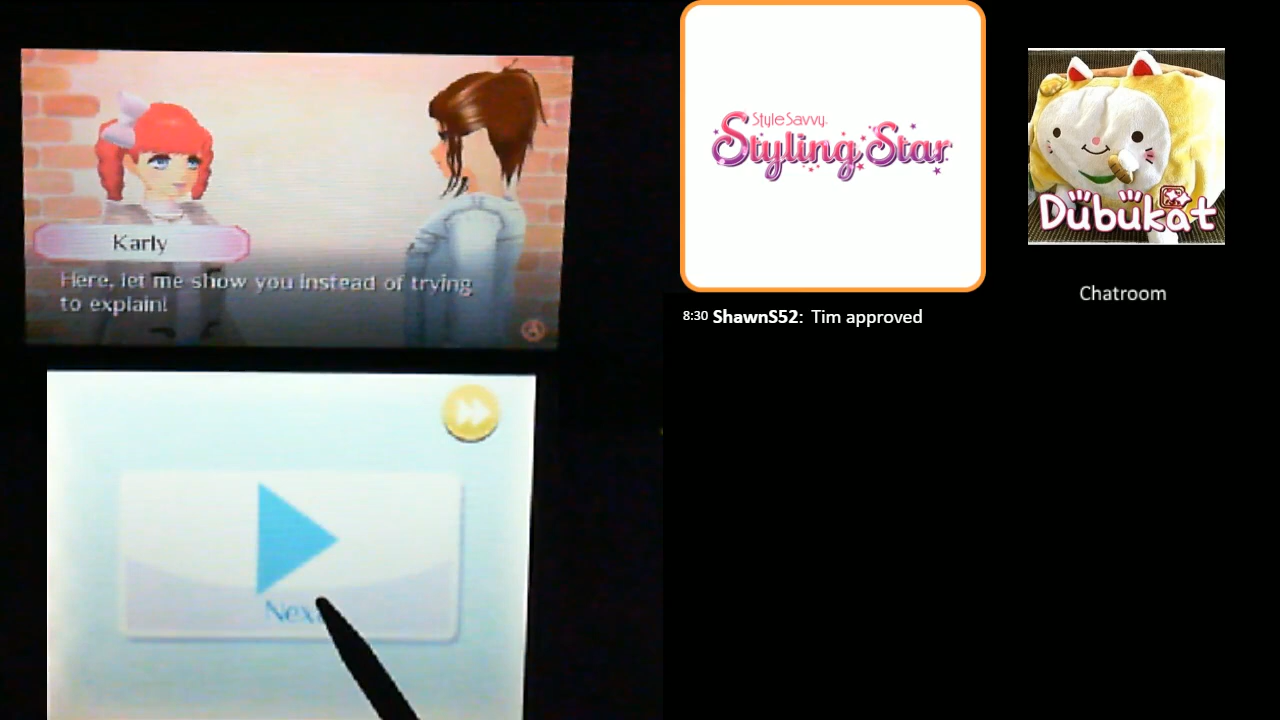 Karly
Here, let me show you instead of trying
to explain!
A
Next
StyleSavvy
Styling Star
Dubukat
Chatroom
8:30 ShawnS52: Tim approved